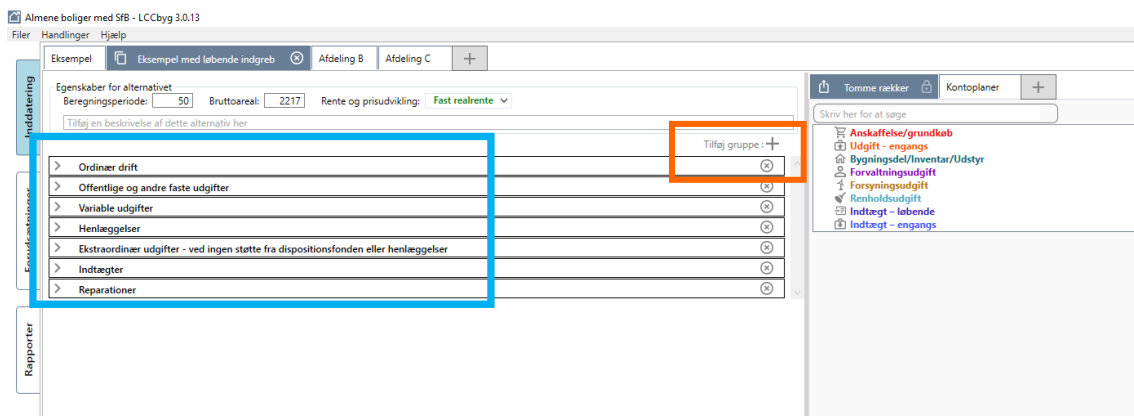 Almene boliger med SfB - LCCbyg 3.0.13
Filer Handlinger Hjælp
Eksempel Eksempel med løbende indgreb Afdeling B Afdeling C
Inddatering
Egenskaber for alternativet
Beregningsperiode: 50 Bruttoareal: 2217 Rente og prisudvikling: Fast realrente
Tilføj en beskrivelse af dette alternativ her
Tilføj gruppe :
Ordinær drift
Offentlige og andre faste udgifter
Variable udgifter
Henlæggelser
Ekstraordinær udgifter - ved ingen støtte fra dispositionsfonden eller henlæggelser
Indtægter
Reparationer
Rapporter
Tomme rækker Kontoplaner
Skriv her for at søge
Anskaffelse/grundkøb
Udgift - engangs
Bygningsdel/Inventar/Udstyr
Forvaltningsudgift
Forsyningsudgift
Renholdsudgift
Indtægt – løbende
Indtægt – engangs